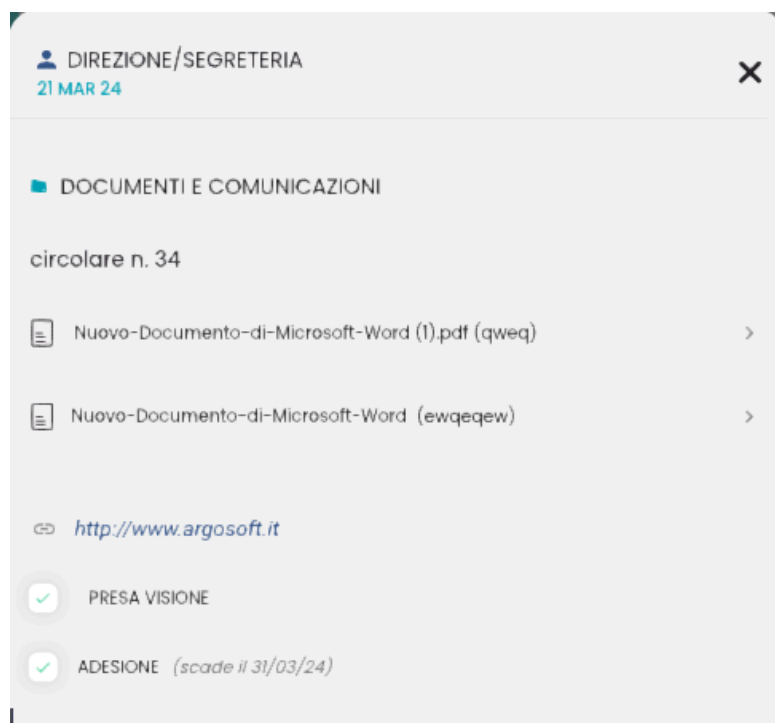 DIREZIONE/SEGRETERIA
21 MAR 24
DOCUMENTI E COMUNICAZIONI
circolare n. 34
Nuovo-Documento-di-Microsoft-Word (1).pdf (qweq)
Nuovo-Documento-di-Microsoft-Word (ewqeqew)
http://www.argosoft.it
PRESA VISIONE
ADESIONE (scade il 31/03/24)